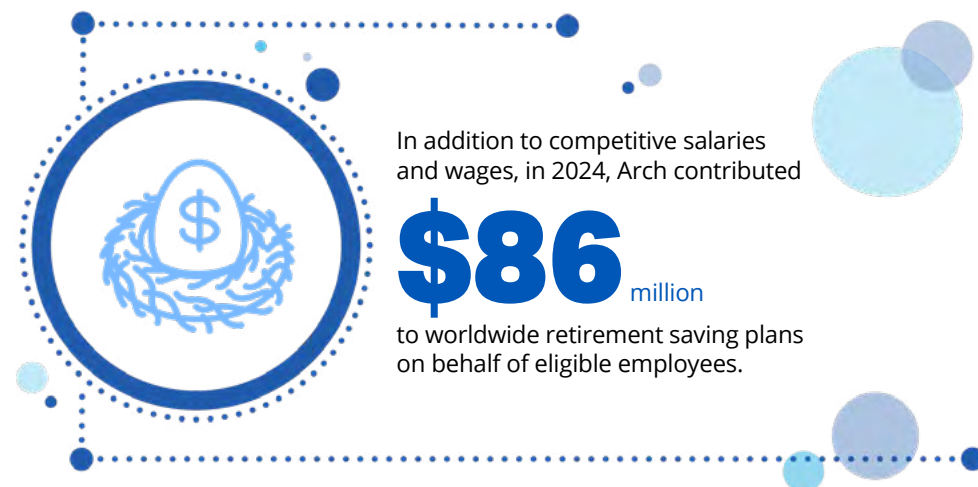 In addition to competitive salaries
and wages, in 2024, Arch contributed
$86 million
to worldwide retirement saving plans
on behalf of eligible employees.
$